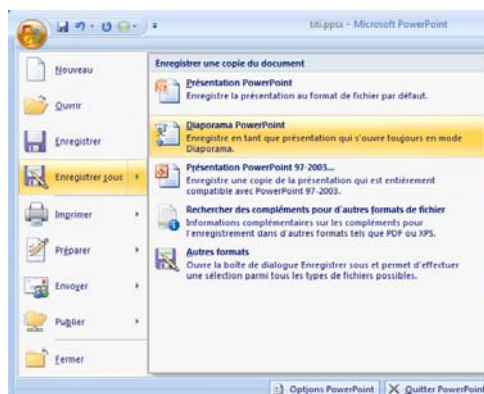 titi.ppsx - Microsoft PowerPoint
Nouveau
Ouvrir
Enregistrer
Enregistrer sous
Imprimer
Préparer
Envoyer
Publier
Fermer
Enregistrer une copie du document
Présentation PowerPoint
Enregistre la présentation au format de fichier par défaut.
Diaporama PowerPoint
Enregistre en tant que présentation qui s'ouvre toujours en mode
Diaporama.
Présentation PowerPoint 97-2003...
Enregistre une copie de la présentation qui est entièrement
compatible avec PowerPoint 97-2003.
Rechercher des compléments pour d'autres formats de fichier
Informations complémentaires sur les compléments pour
l'enregistrement dans d'autres formats tels que PDF ou XPS.
Autres formats
Ouvre la boîte de dialogue Enregistrer sous et permet d'effectuer
une sélection parmi tous les types de fichiers possibles.
Options PowerPoint
Quitter PowerPoint